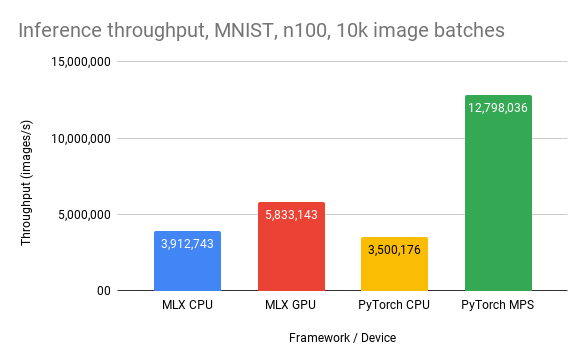 Inference throughput, MNIST, n100, 10k image batches
15,000,000
10,000,000
5,000,000
00
Throughput (images/s)
3,912,743
5,833,143
3,500,176
12,798,036
MLX CPU
MLX GPU
PyTorch CPU
PyTorch MPS
Framework / Device